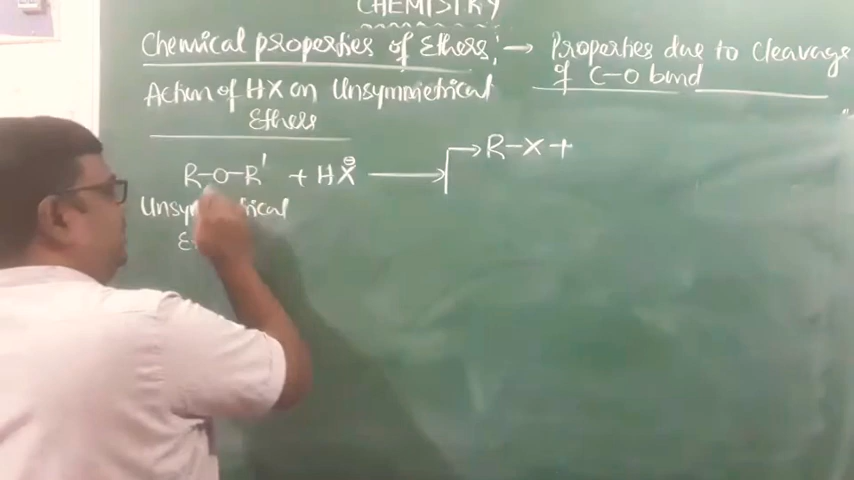 CHEMISTRY
Chemical properties of Ethers; → Properties due to cleavage
of C-O bond
Action of HX on Unsymmetrical
Ethers
R-O-R' + HX⊖ → → R-X +